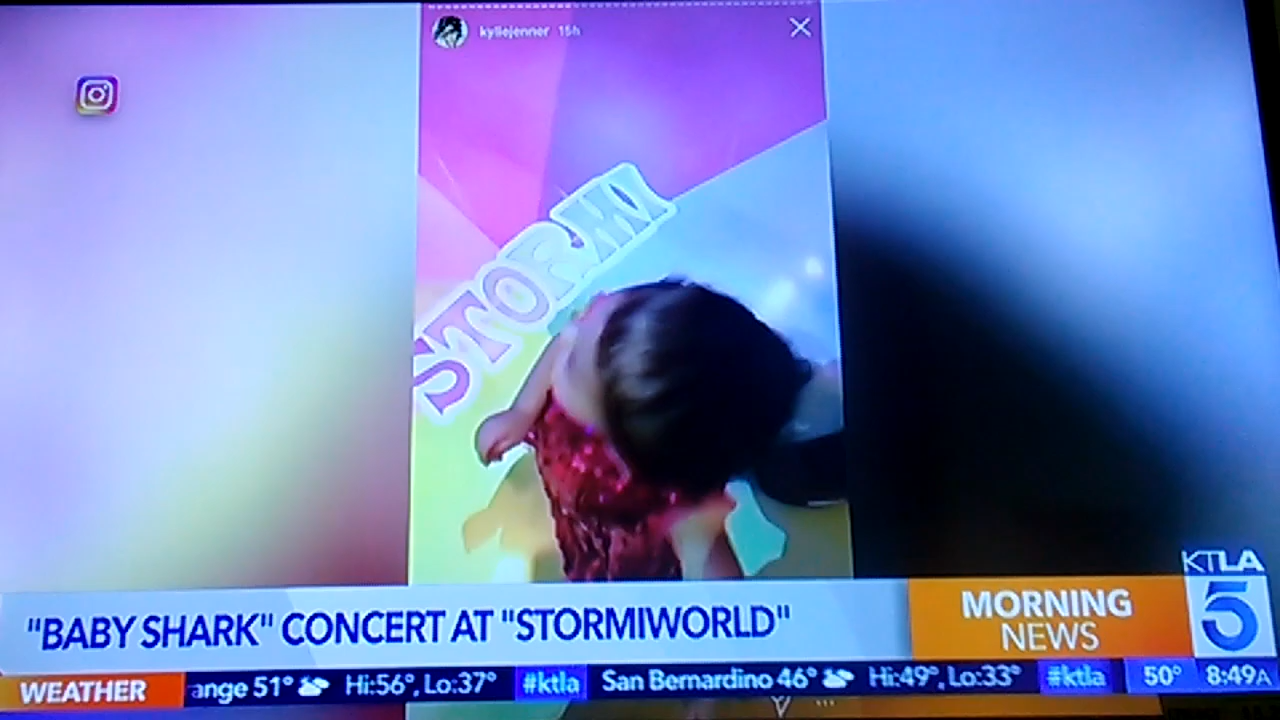 kyliejenner 15h
STORMI
"BABY SHARK" CONCERT AT "STORMIWORLD"
MORNING
NEWS
KTLA
5
WEATHER ange 51° Hi:56°, Lo:37° #ktla San Bernardino 46° Hi:49°, Lo:33° #ktla 50° 8:49A